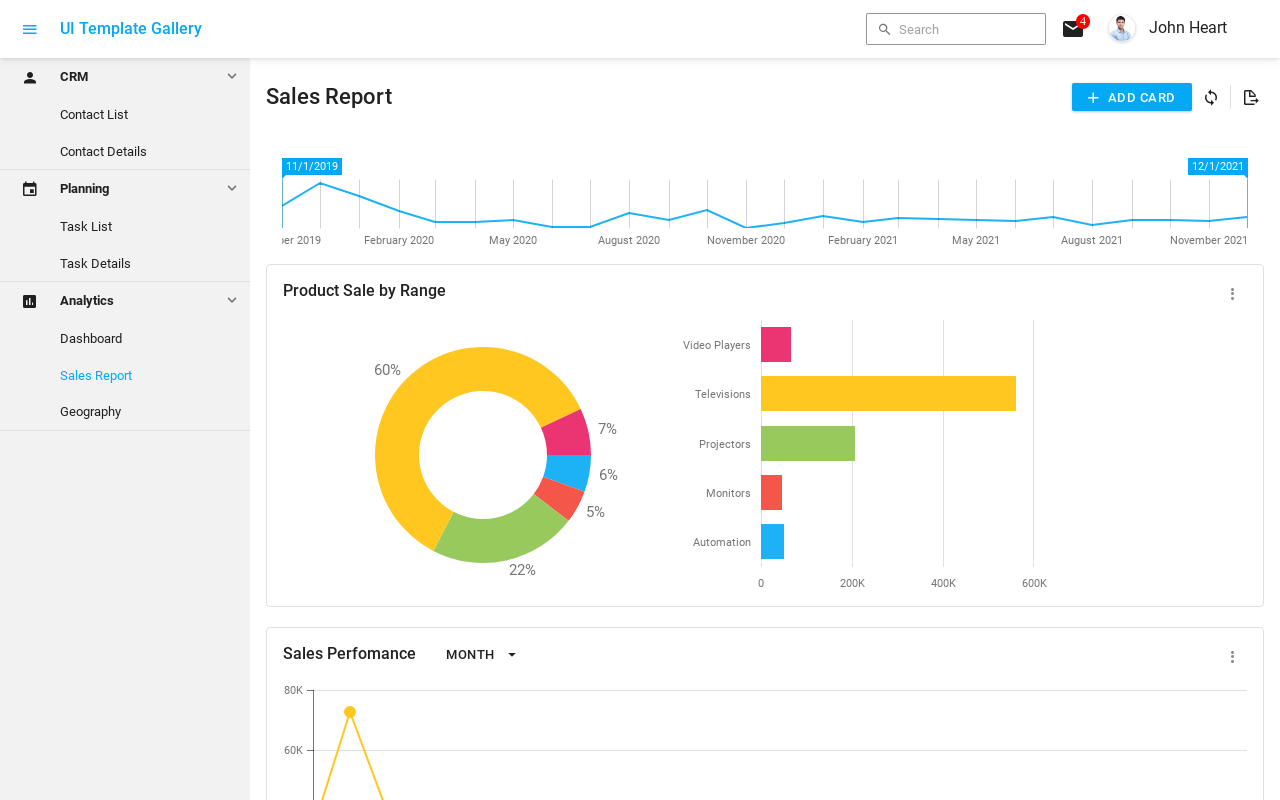 UI Template Gallery
Search
4
John Heart
CRM
Contact List
Contact Details
Planning
Task List
Task Details
Analytics
Dashboard
Sales Report
Geography
Sales Report
ADD CARD
11/1/2019
12/1/2021
ber 2019
February 2020
May 2020
August 2020
November 2020
February 2021
May 2021
August 2021
November 2021
Product Sale by Range
60%
7%
6%
5%
22%
Video Players
Televisions
Projectors
Monitors
Automation
0
200K
400K
600K
Sales Perfomance
MONTH
80K
60K